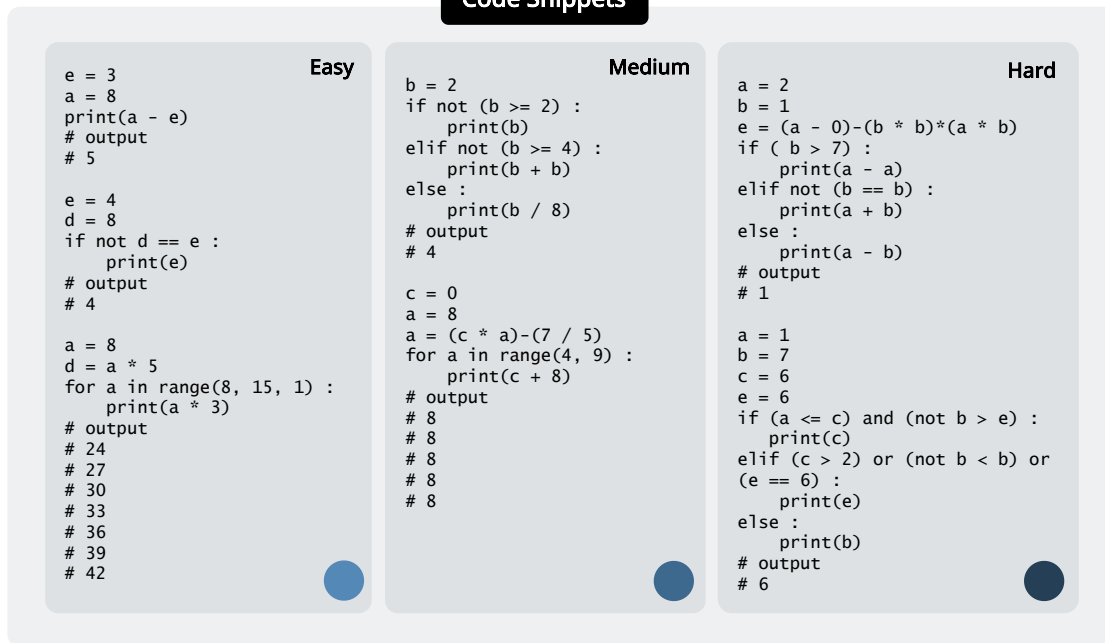 Code Snippets
Easy
e = 3
a = 8
print(a - e)
# output
# 5

e = 4
d = 8
if not d == e :
    print(e)
# output
# 4

a = 8
d = a * 5
for a in range(8, 15, 1) :
    print(a * 3)
# output
# 24
# 27
# 30
# 33
# 36
# 39
# 42

Medium
b = 2
if not (b >= 2) :
    print(b)
elif not (b >= 4) :
    print(b + b)
else :
    print(b / 8)
# output
# 4

c = 0
a = 8
a = (c * a)-(7 / 5)
for a in range(4, 9) :
    print(c + 8)
# output
# 8
# 8
# 8
# 8
# 8

Hard
a = 2
b = 1
e = (a - 0)-(b * b)*(a * b)
if ( b > 7) :
    print(a - a)
elif not (b == b) :
    print(a + b)
else :
    print(a - b)
# output
# 1

a = 1
b = 7
c = 6
e = 6
if (a <= c) and (not b > e) :
   print(c)
elif (c > 2) or (not b < b) or
(e == 6) :
    print(e)
else :
    print(b)
# output
# 6